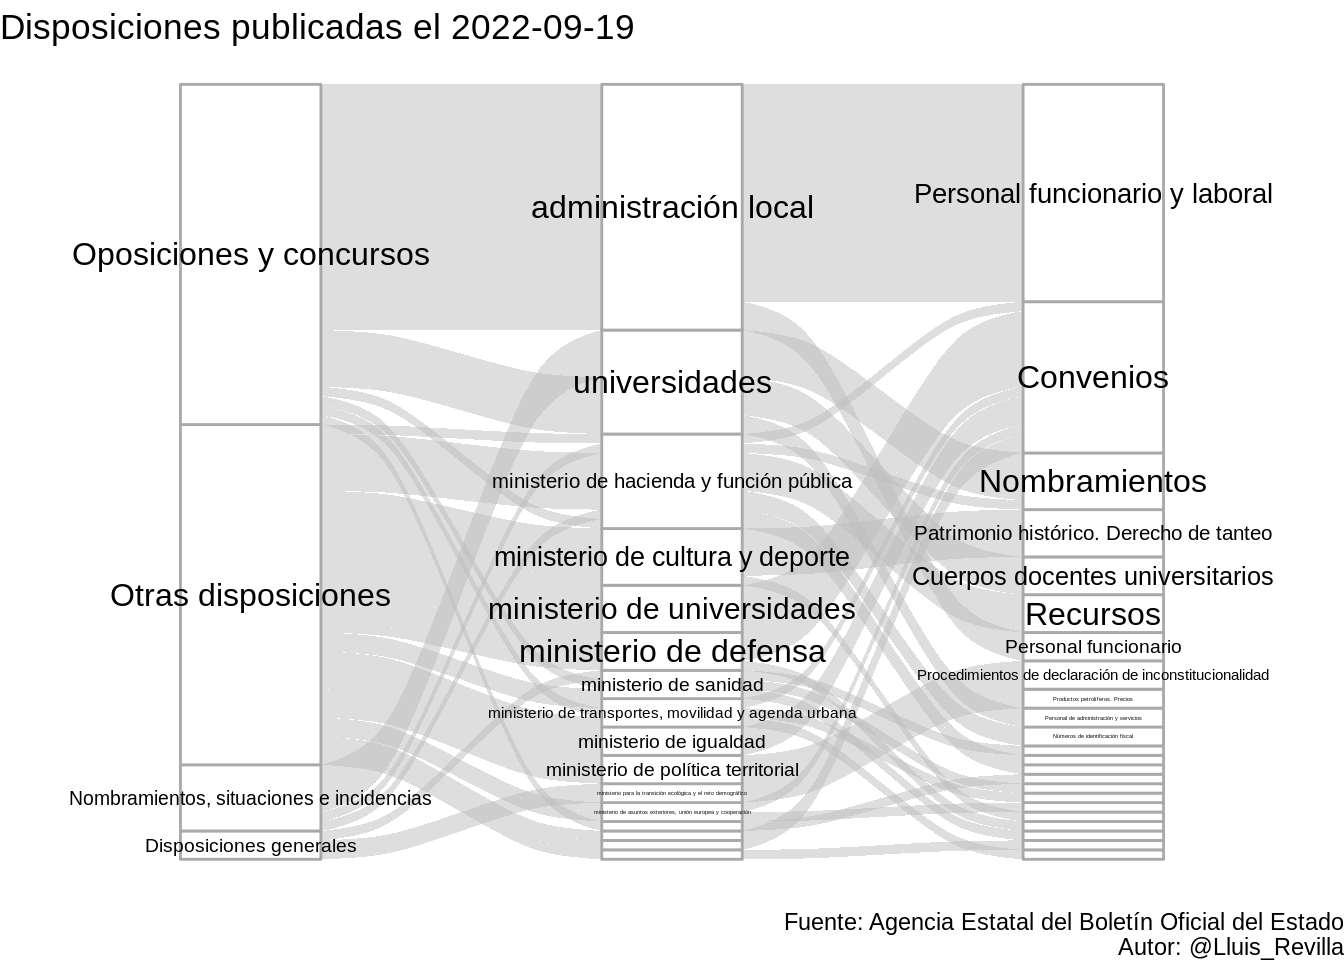 Disposiciones publicadas el 2022-09-19
Oposiciones y concursos
Otras disposiciones
Nombramientos, situaciones e incidencias
Disposiciones generales
administración local
universidades
ministerio de hacienda y función pública
ministerio de cultura y deporte
ministerio de universidades
ministerio de defensa
ministerio de sanidad
ministerio de transportes, movilidad y agenda urbana
ministerio de igualdad
ministerio de política territorial
ministerio para la transición ecológica y el reto demográfico
ministerio de asuntos exteriores, unión europea y cooperación
Personal funcionario y laboral
Convenios
Nombramientos
Patrimonio histórico. Derecho de tanteo
Cuerpos docentes universitarios
Recursos
Personal funcionario
Procedimientos de declaración de inconstitucionalidad
Productos petrolíferos. Precios
Personal de administración y servicios
Números de identificación fiscal
Fuente: Agencia Estatal del Boletín Oficial del Estado
Autor: @Lluis_Revilla